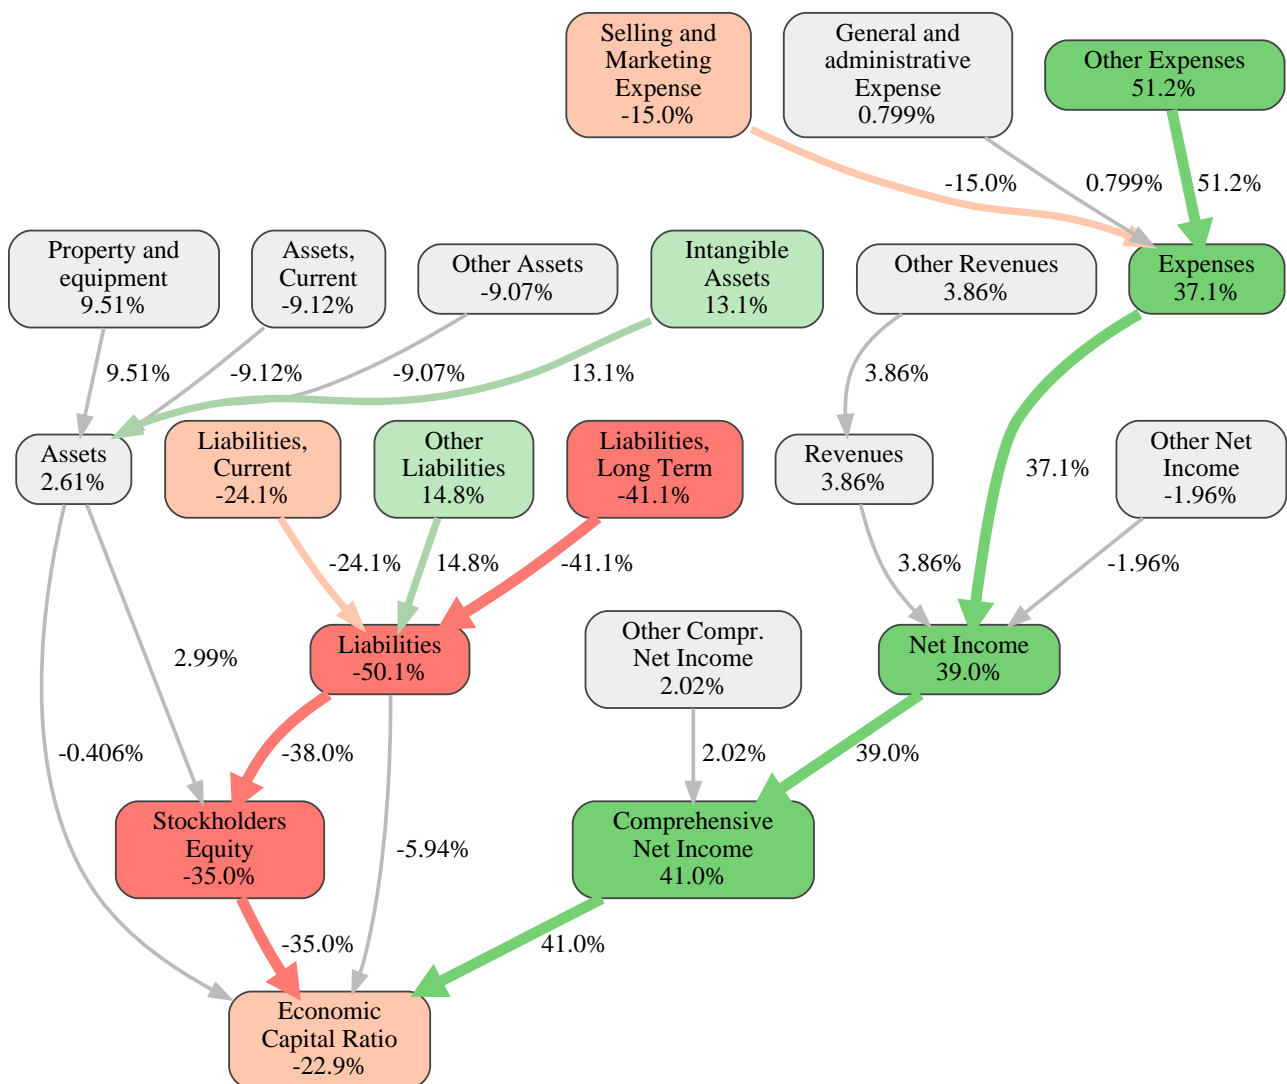 Selling and
Marketing
Expense
-15.0%
General and
administrative
Expense
0.799%
Other Expenses
51.2%
-15.0%
0.799%
51.2%
Property and
equipment
9.51%
Assets,
Current
-9.12%
Other Assets
-9.07%
Intangible
Assets
13.1%
Other Revenues
3.86%
Expenses
37.1%
9.51%
-9.12%
-9.07%
13.1%
3.86%
Assets
2.61%
Liabilities,
Current
-24.1%
Other
Liabilities
14.8%
Liabilities,
Long Term
-41.1%
Revenues
3.86%
37.1%
Other Net
Income
-1.96%
-24.1%
14.8%
-41.1%
3.86%
-1.96%
2.99%
Liabilities
-50.1%
Other Compr.
Net Income
2.02%
Net Income
39.0%
-0.406%
-38.0%
2.02%
39.0%
Stockholders
Equity
-35.0%
-5.94%
Comprehensive
Net Income
41.0%
-35.0%
41.0%
Economic
Capital Ratio
-22.9%